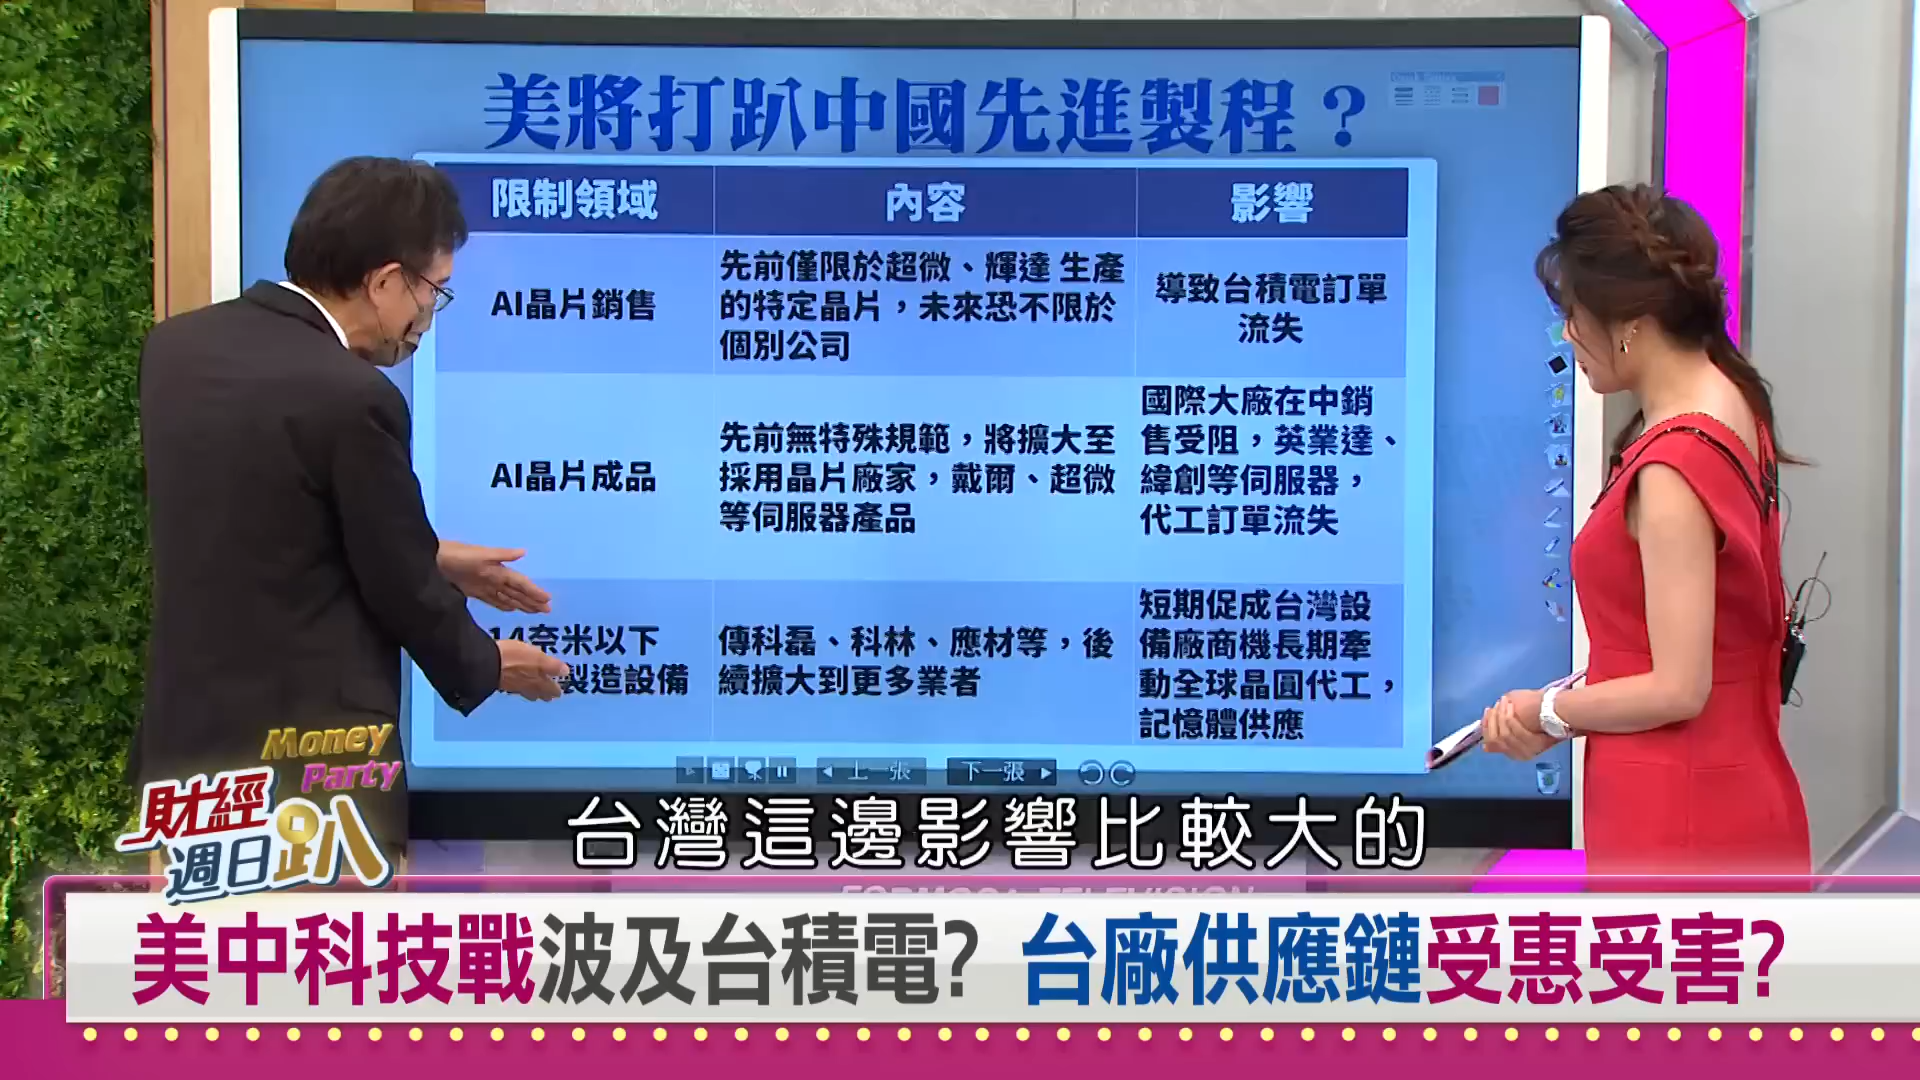 美將打趴中國先進製程？
限制領域
內容
影響
AI晶片銷售
先前僅限於超微、輝達 生產
的特定晶片，未來恐不限於
個別公司
導致台積電訂單
流失
AI晶片成品
先前無特殊規範，將擴大至
採用晶片廠家，戴爾、超微
等伺服器產品
國際大廠在中銷
售受阻，英業達、
緯創等伺服器，
代工訂單流失
14奈米以下
製造設備
傳科磊、科林、應材等，後
續擴大到更多業者
短期促成台灣設
備廠商機長期牽
動全球晶圓代工，
記憶體供應
上一張
下一張
Money
Party
財經
週日趴
台灣這邊影響比較大的
FORMOSA TELEVISION
美中科技戰波及台積電? 台廠供應鏈受惠受害?